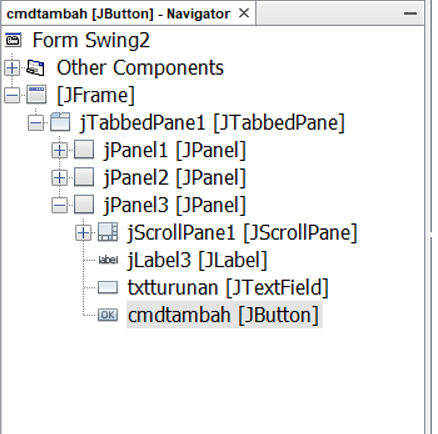 cmdtambah [JButton] - Navigator
Form Swing2
Other Components
[JFrame]
jTabbedPane1 [JTabbedPane]
jPanel1 [JPanel]
jPanel2 [JPanel]
jPanel3 [JPanel]
jScrollPane1 [JScrollPane]
label jLabel3 [JLabel]
txtturunan [JTextField]
OK cmdtambah [JButton]